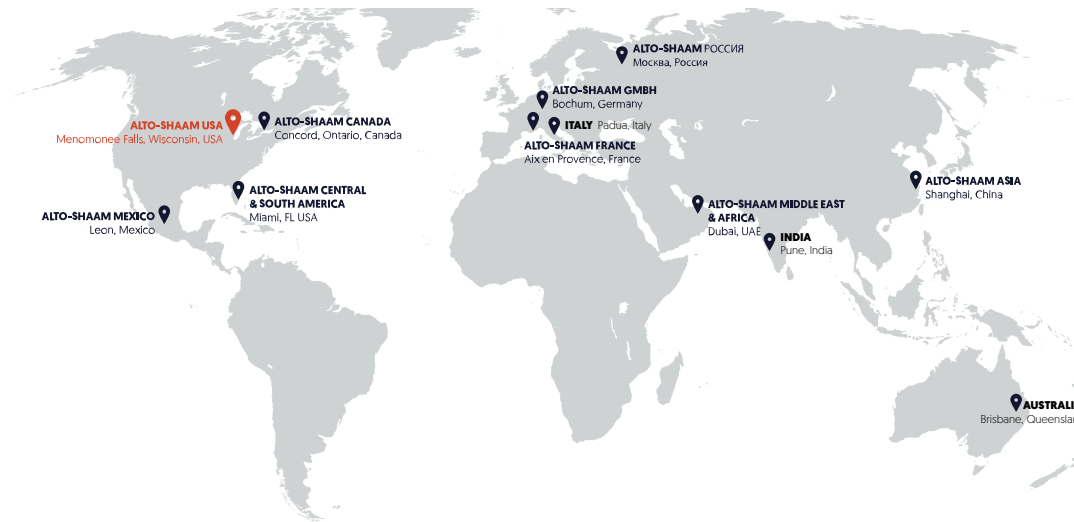 ALTO-SHAAM РОССИЯ
Москва, Россия
ALTO-SHAAM GMBH
Bochum, Germany
ALTO-SHAAM USA
Menomonee Falls, Wisconsin, USA
ALTO-SHAAM CANADA
Concord, Ontario, Canada
ITALY Padua, Italy
ALTO-SHAAM FRANCE
Aix en Provence, France
ALTO-SHAAM ASIA
Shanghai, China
ALTO-SHAAM CENTRAL
& SOUTH AMERICA
Miami, FL USA
ALTO-SHAAM MEXICO
Leon, Mexico
ALTO-SHAAM MIDDLE EAST
& AFRICA
Dubai, UAE
INDIA
Pune, India
AUSTRALI
Brisbane, Queensla